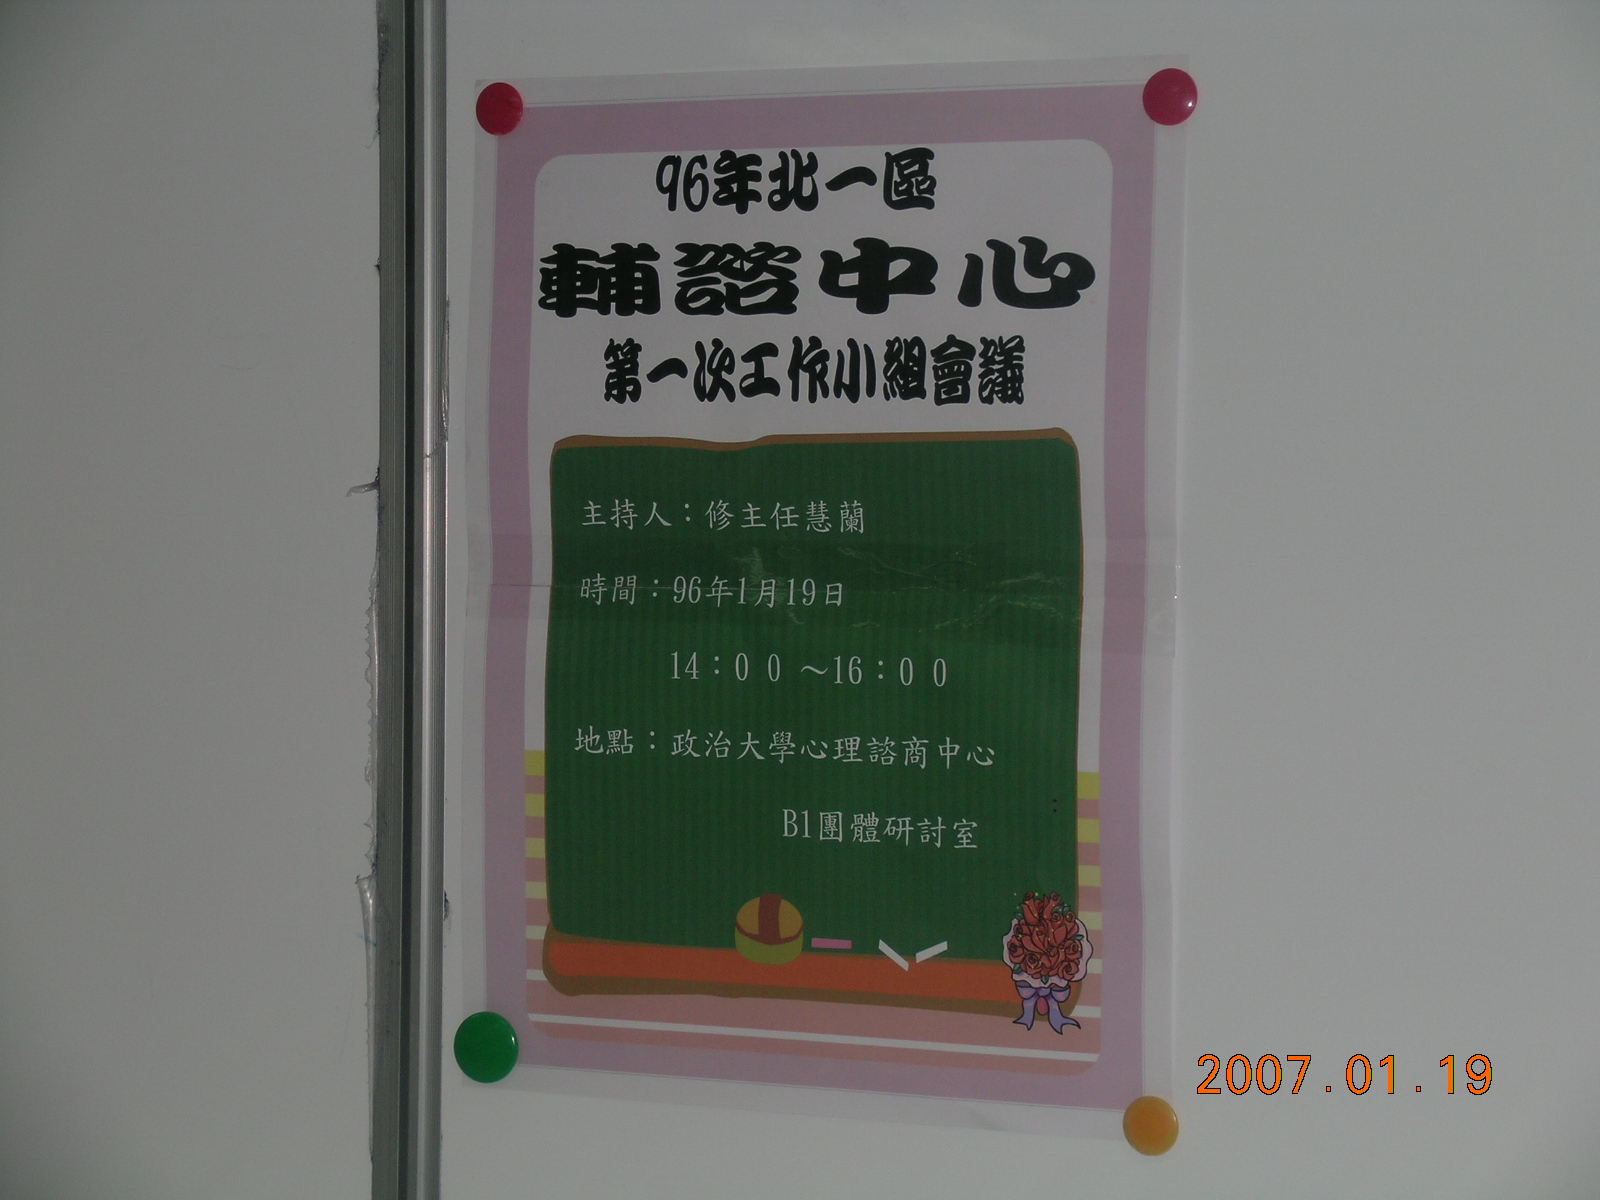 96年北一區
輔諮中心
第一次工作小組會議
主持人：修主任慧蘭
時間：96年1月19日
14：00～16：00
地點：政治大學心理諮商中心
B1團體研討室
2007.01.19